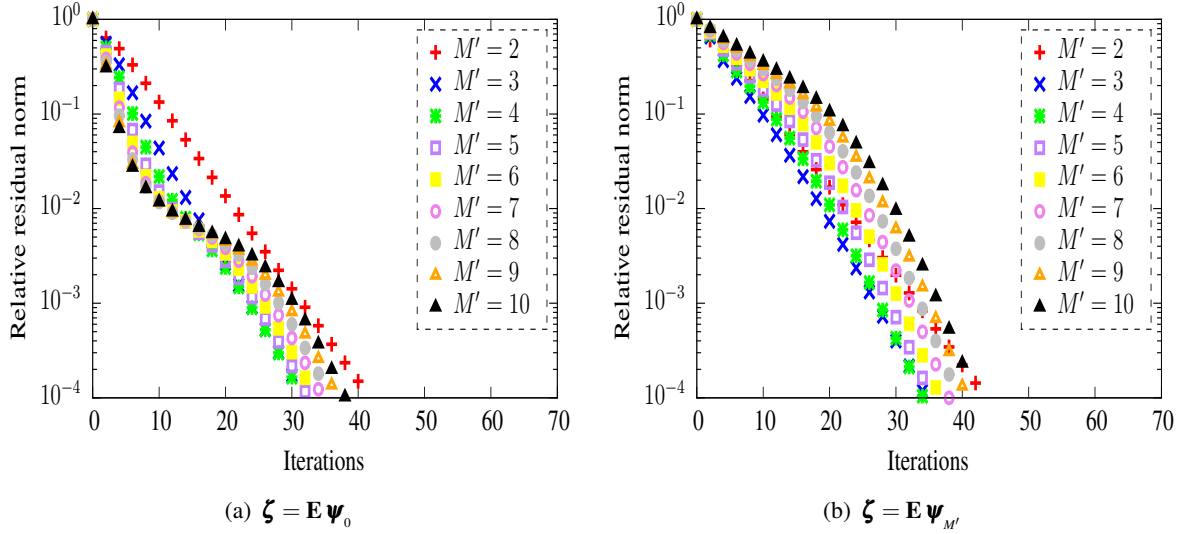 10^0
10^-1
10^-2
10^-3
10^-4
Relative residual norm
0 10 20 30 40 50 60 70
Iterations
M′ = 2
M′ = 3
M′ = 4
M′ = 5
M′ = 6
M′ = 7
M′ = 8
M′ = 9
M′ = 10
(a) ζ = E ψ_0
10^0
10^-1
10^-2
10^-3
10^-4
Relative residual norm
0 10 20 30 40 50 60 70
Iterations
M′ = 2
M′ = 3
M′ = 4
M′ = 5
M′ = 6
M′ = 7
M′ = 8
M′ = 9
M′ = 10
(b) ζ = E ψ_M′